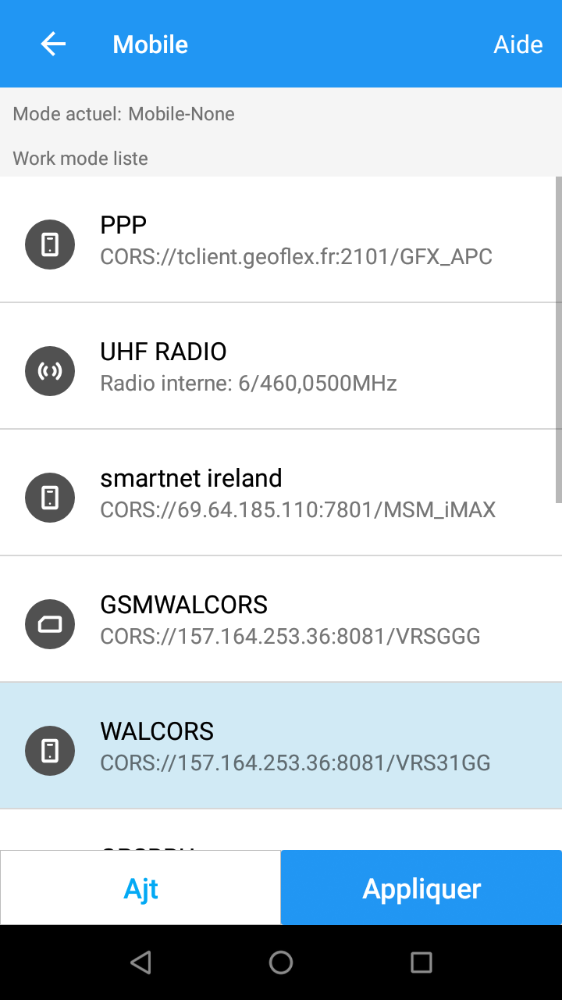 Mobile
Aide
Mode actuel: Mobile-None
Work mode liste
PPP
CORS://tclient.geoflex.fr:2101/GFX_APC
UHF RADIO
Radio interne: 6/460,0500MHz
smartnet ireland
CORS://69.64.185.110:7801/MSM_iMAX
GSMWALCORS
CORS://157.164.253.36:8081/VRSGGG
WALCORS
CORS://157.164.253.36:8081/VRS31GG
Ajt
Appliquer